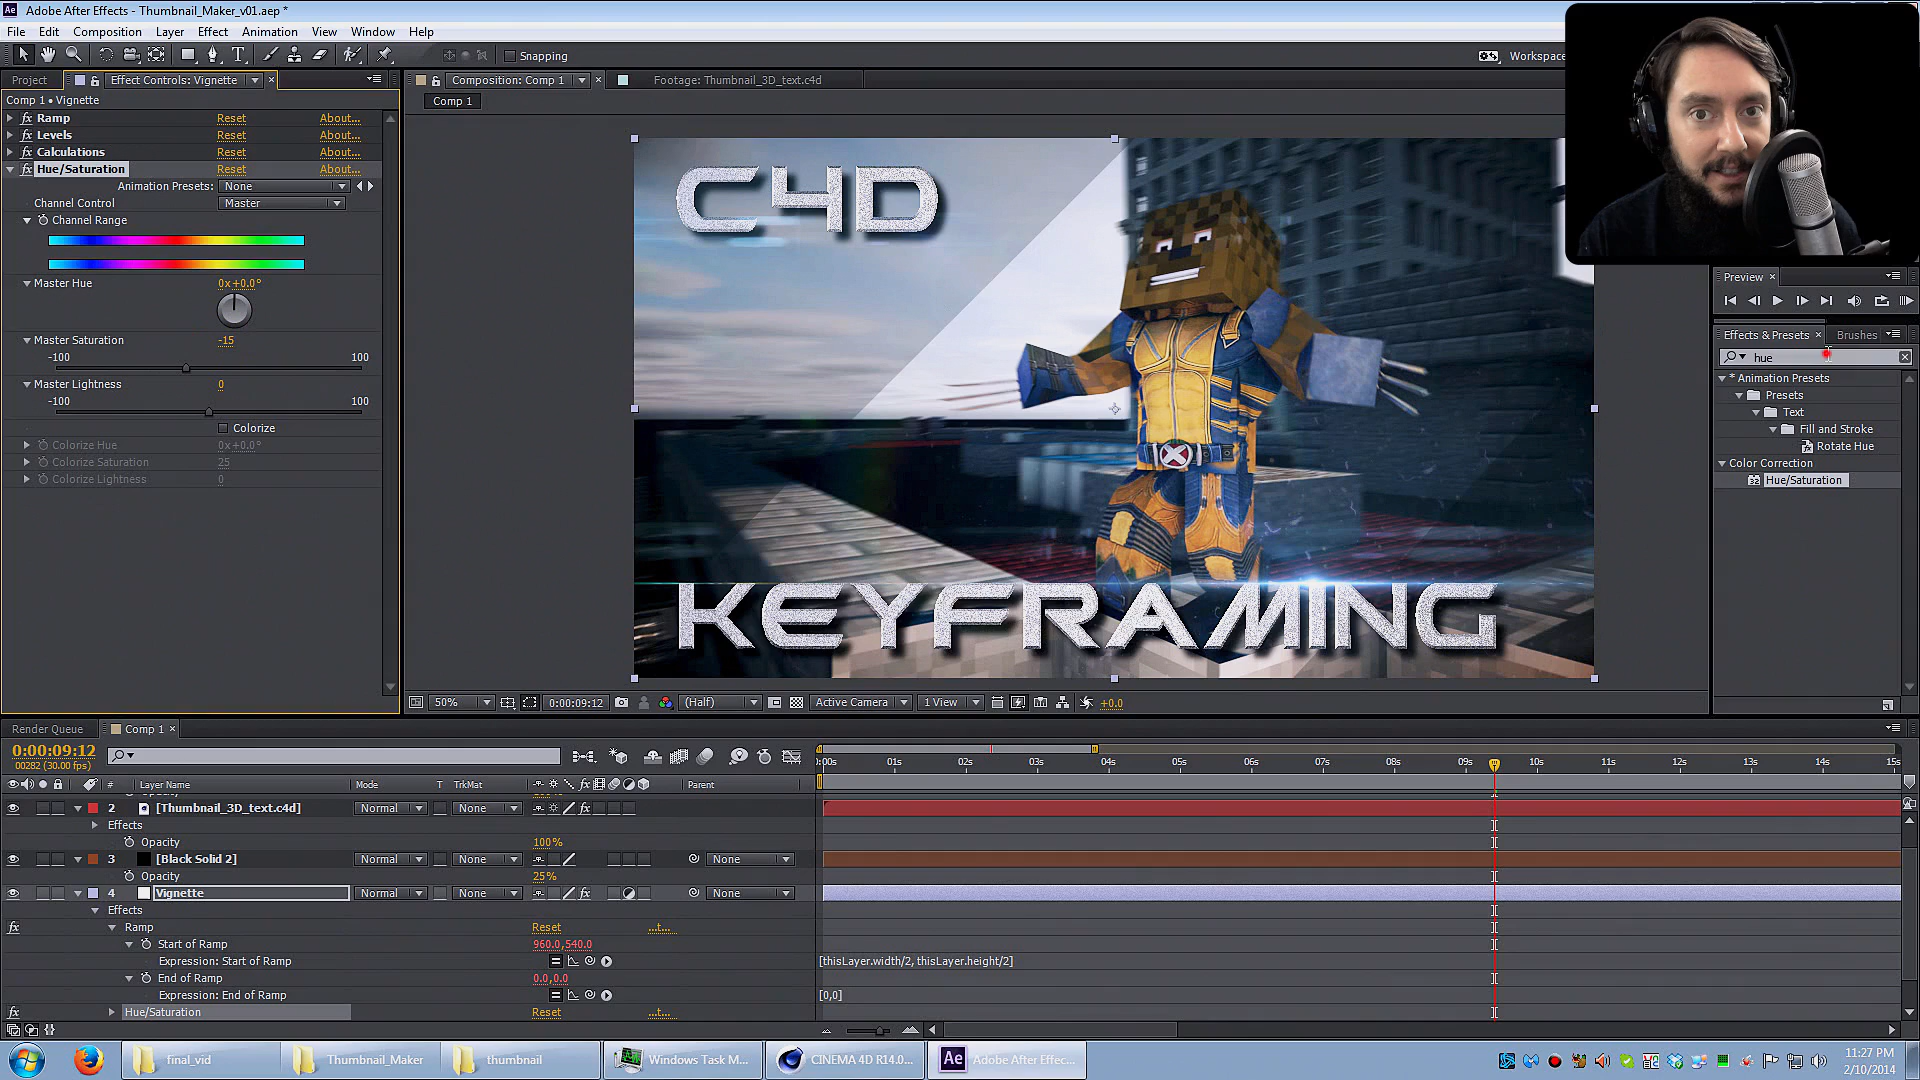 Adobe After Effects - Thumbnail_Maker_v01.aep *
File Edit Composition Layer Effect Animation View Window Help
Snapping
Workspace
Project
Effect Controls: Vignette
Composition: Comp 1
Footage: Thumbnail_3D_text.c4d
Comp 1 • Vignette
Comp 1
fx Ramp Reset About...
fx Levels Reset About...
fx Calculations Reset About...
fx Hue/Saturation Reset About...
Animation Presets: None
Channel Control Master
Channel Range
Master Hue 0x+0.0°
Master Saturation -15
-100 100
Master Lightness 0
-100 100
Colorize
Colorize Hue 0x+0.0°
Colorize Saturation 25
Colorize Lightness 0
C4D
KEYFRAMING
50% 0:00:09:12 (Half) Active Camera 1 View +0.0
Preview
Effects & Presets Brushes
hue
* Animation Presets
Presets
Text
Fill and Stroke
Rotate Hue
Color Correction
32 Hue/Saturation
Render Queue Comp 1
0:00:09:12
00282 (30.00 fps)
# Layer Name Mode T TrkMat fx Parent
:00s 01s 02s 03s 04s 05s 06s 07s 08s 09s 10s 11s 12s 13s 14s 15s
2 [Thumbnail_3D_text.c4d] Normal None fx
Effects
Opacity 100%
3 [Black Solid 2] Normal None None
Opacity 25%
4 Vignette Normal None fx None
Effects
fx Ramp Reset ...t...
Start of Ramp 960.0,540.0
Expression: Start of Ramp [thisLayer.width/2, thisLayer.height/2]
End of Ramp 0.0,0.0
Expression: End of Ramp [0,0]
fx Hue/Saturation Reset ...t...
final_vid Thumbnail_Maker thumbnail Windows Task M... CINEMA 4D R14.0... Ae Adobe After Effec...
11:27 PM
2/10/2014